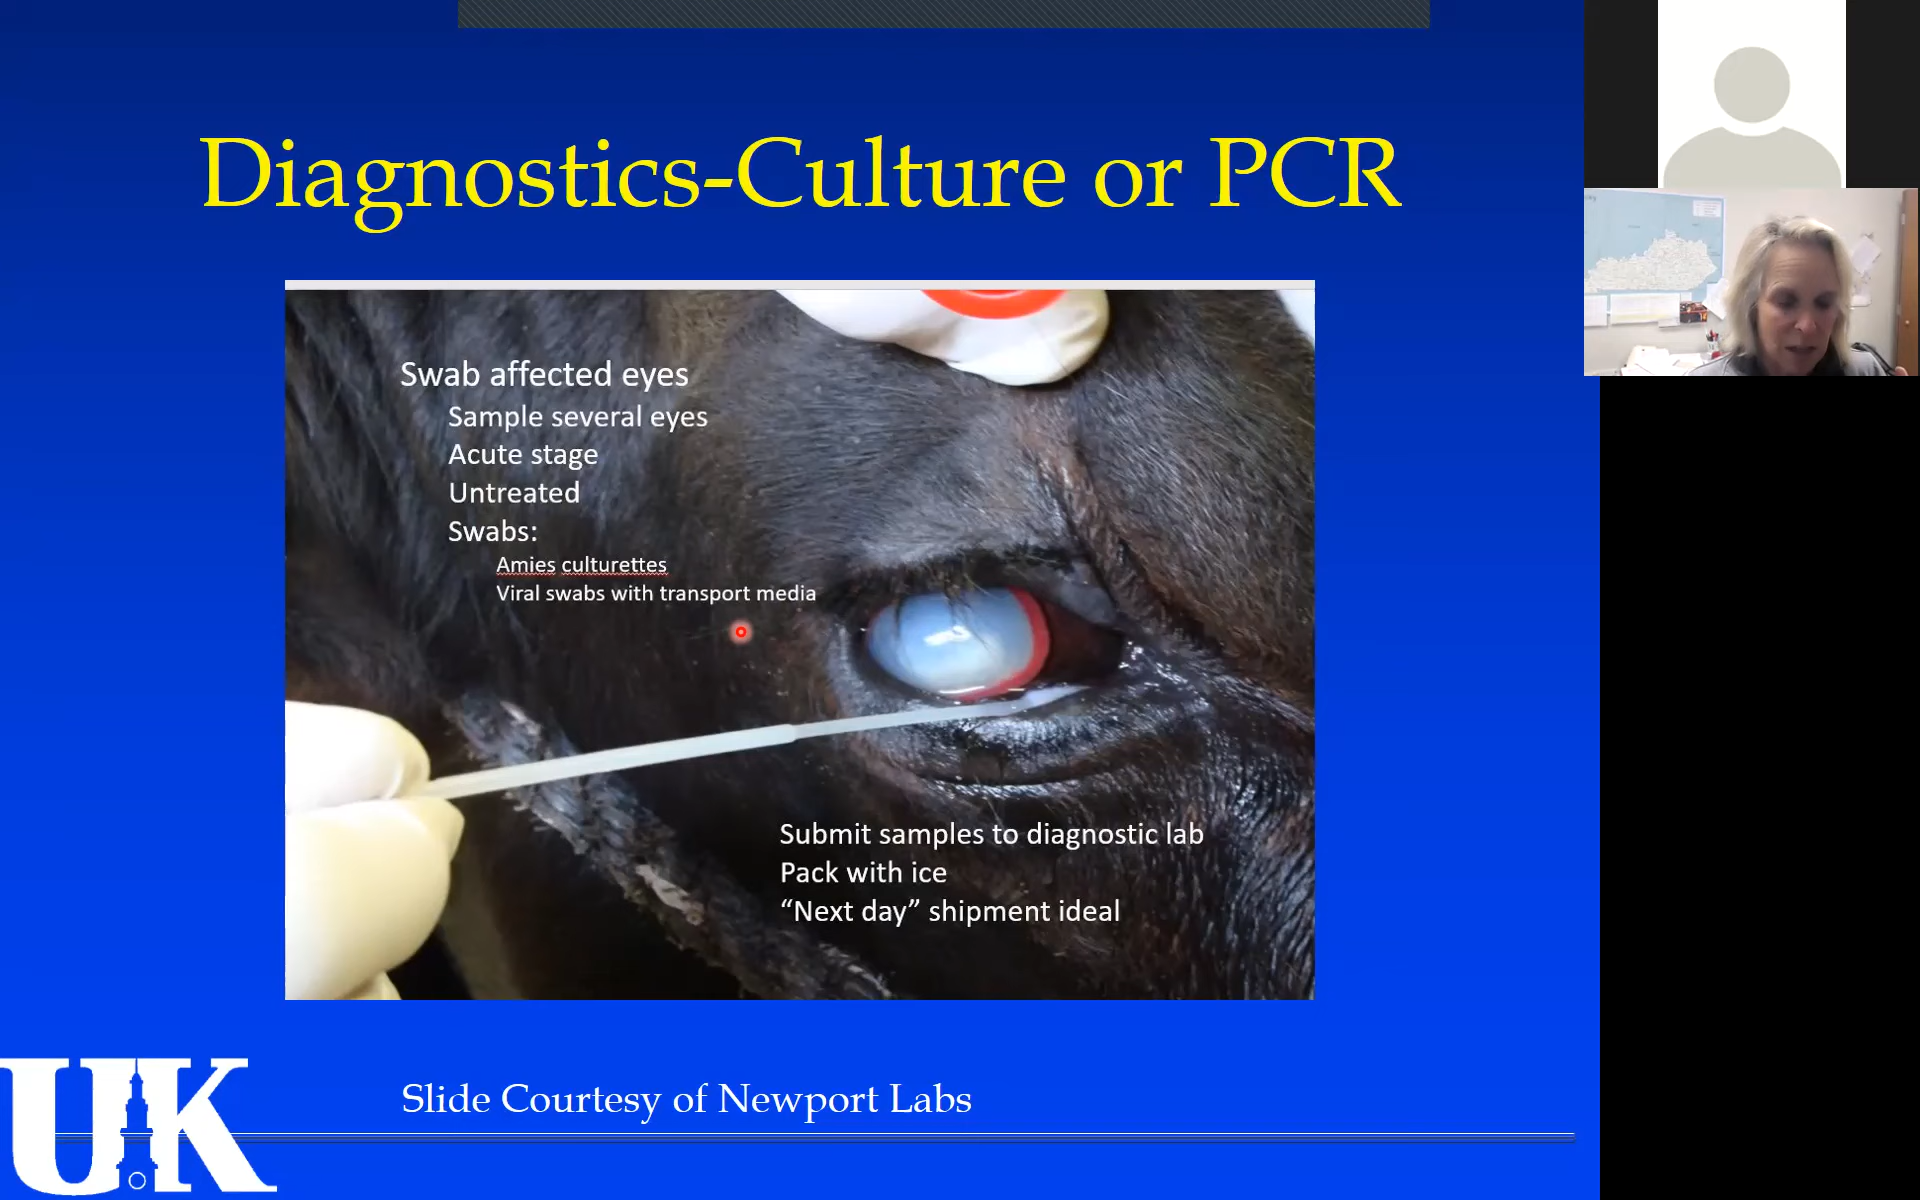 Diagnostics-Culture or PCR
Swab affected eyes
Sample several eyes
Acute stage
Untreated
Swabs:
Amies culturettes
Viral swabs with transport media
Submit samples to diagnostic lab
Pack with ice
“Next day” shipment ideal
UK
Slide Courtesy of Newport Labs